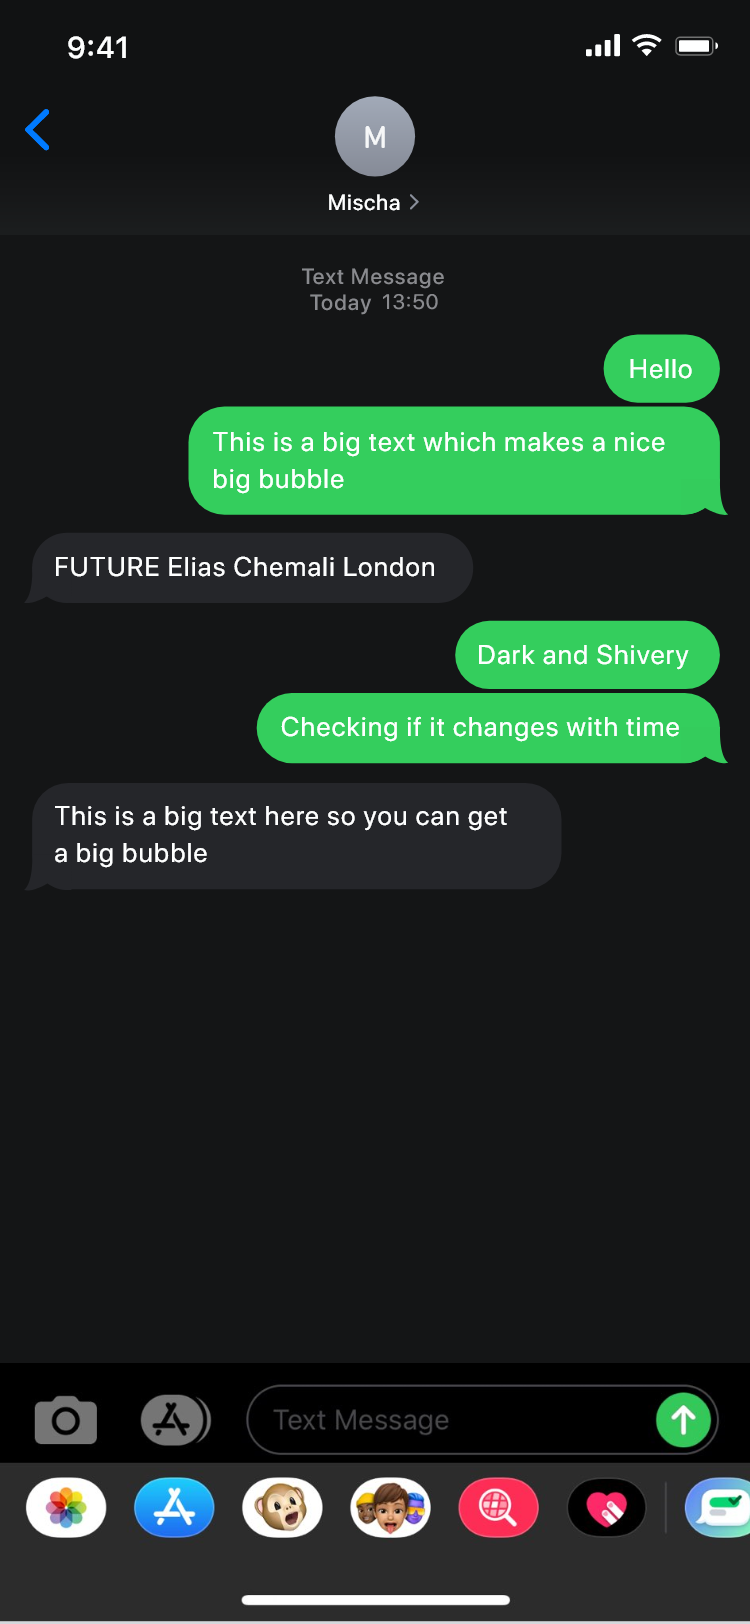 9:41
M
Mischa
Text Message
Today 13:50
Hello
This is a big text which makes a nice
big bubble
FUTURE Elias Chemali London
Dark and Shivery
Checking if it changes with time
This is a big text here so you can get
a big bubble
Text Message